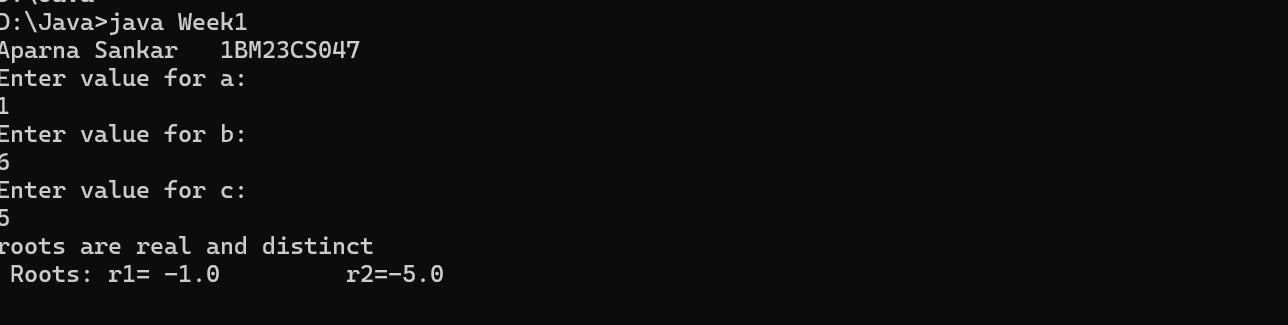 D:\Java>java Week1
Aparna Sankar   1BM23CS047
Enter value for a:
1
Enter value for b:
6
Enter value for c:
5
roots are real and distinct
 Roots: r1= -1.0         r2=-5.0